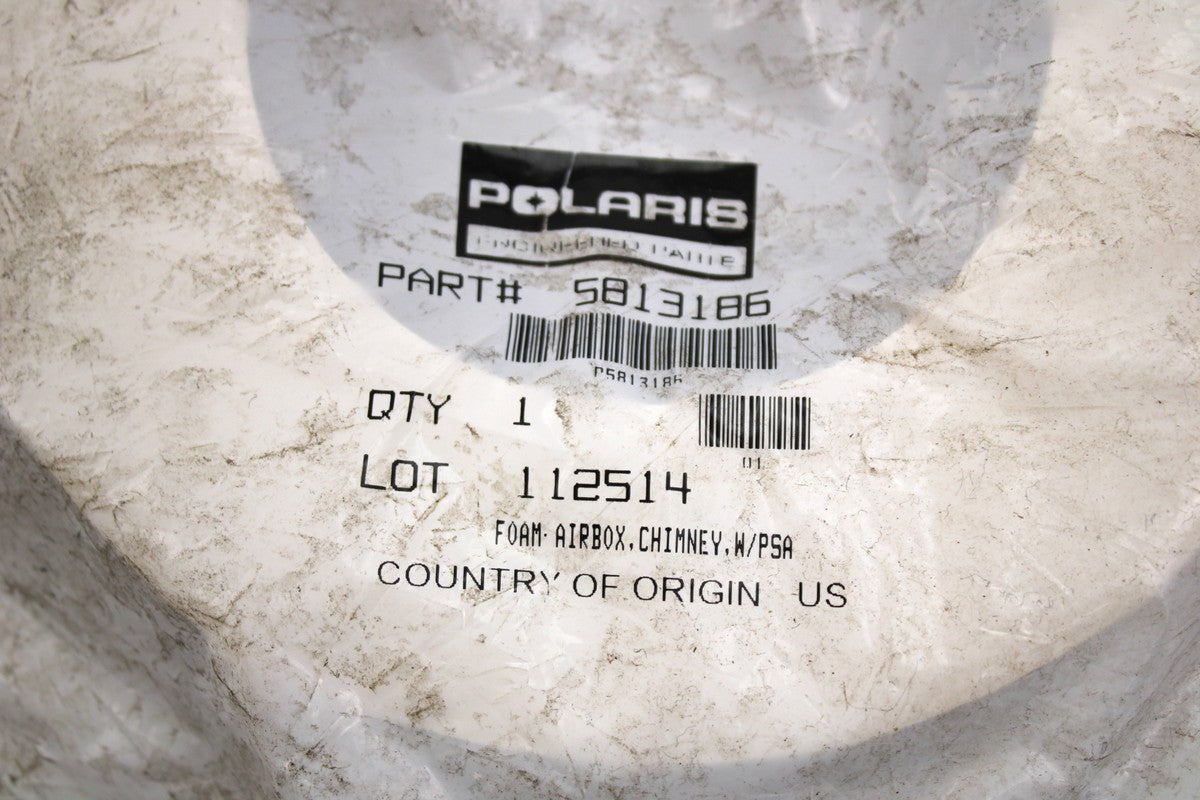 POLARIS
ENGINEERED PARTS
PART# 5813186
P5813186
QTY 1
01
LOT 112514
FOAM-AIRBOX,CHIMNEY,W/PSA
COUNTRY OF ORIGIN US